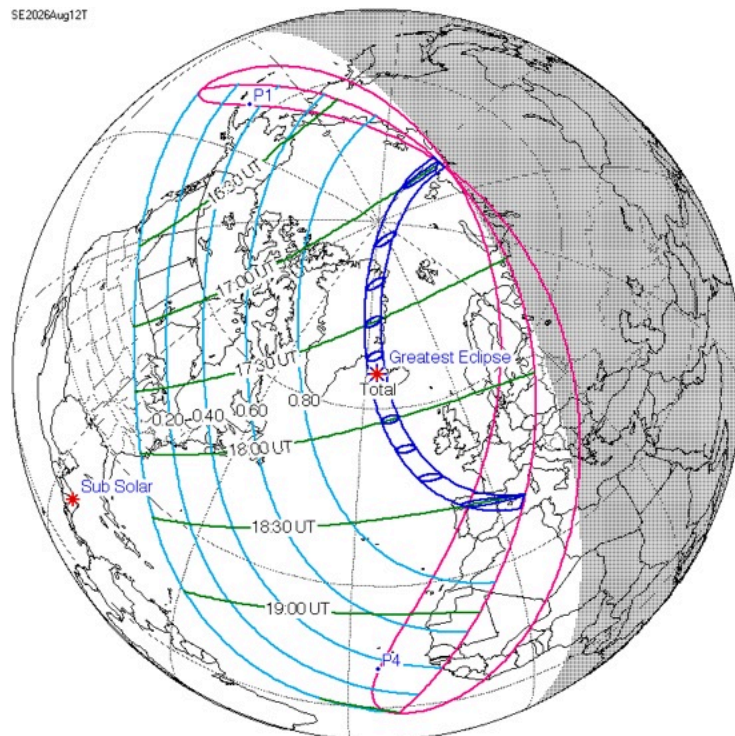 SE2026Aug12T
P1
16:30 UT
17:00 UT
17:30 UT
Greatest Eclipse
Total
0.20 0.40 0.60 0.80
18:00 UT
Sub Solar
18:30 UT
19:00 UT
P4